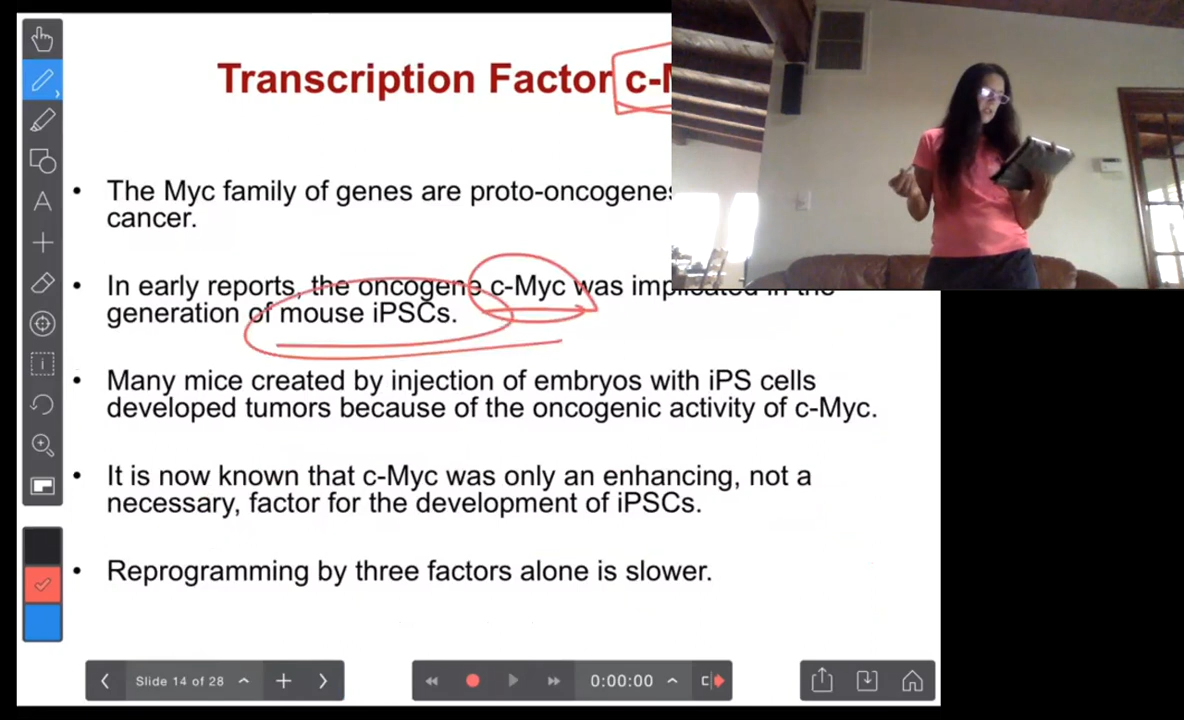 Transcription Factor c-
The Myc family of genes are proto-oncogenes
cancer.
In early reports, the oncogene c-Myc was implicated in the
generation of mouse iPSCs.
Many mice created by injection of embryos with iPS cells
developed tumors because of the oncogenic activity of c-Myc.
It is now known that c-Myc was only an enhancing, not a
necessary, factor for the development of iPSCs.
Reprogramming by three factors alone is slower.
Slide 14 of 28
0:00:00